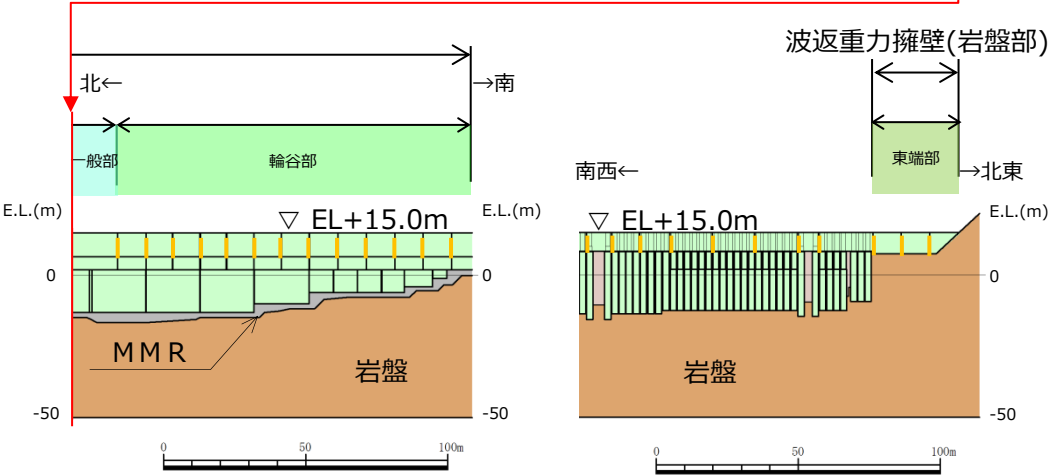 波返重力擁壁(岩盤部)
北←
→南
一般部
輪谷部
E.L.(m)
▽ EL+15.0m
E.L.(m)
0
0
MMR
岩盤
-50
-50
0
50
100m
南西←
東端部
→北東
▽ EL+15.0m
E.L.(m)
0
岩盤
-50
0
50
100m